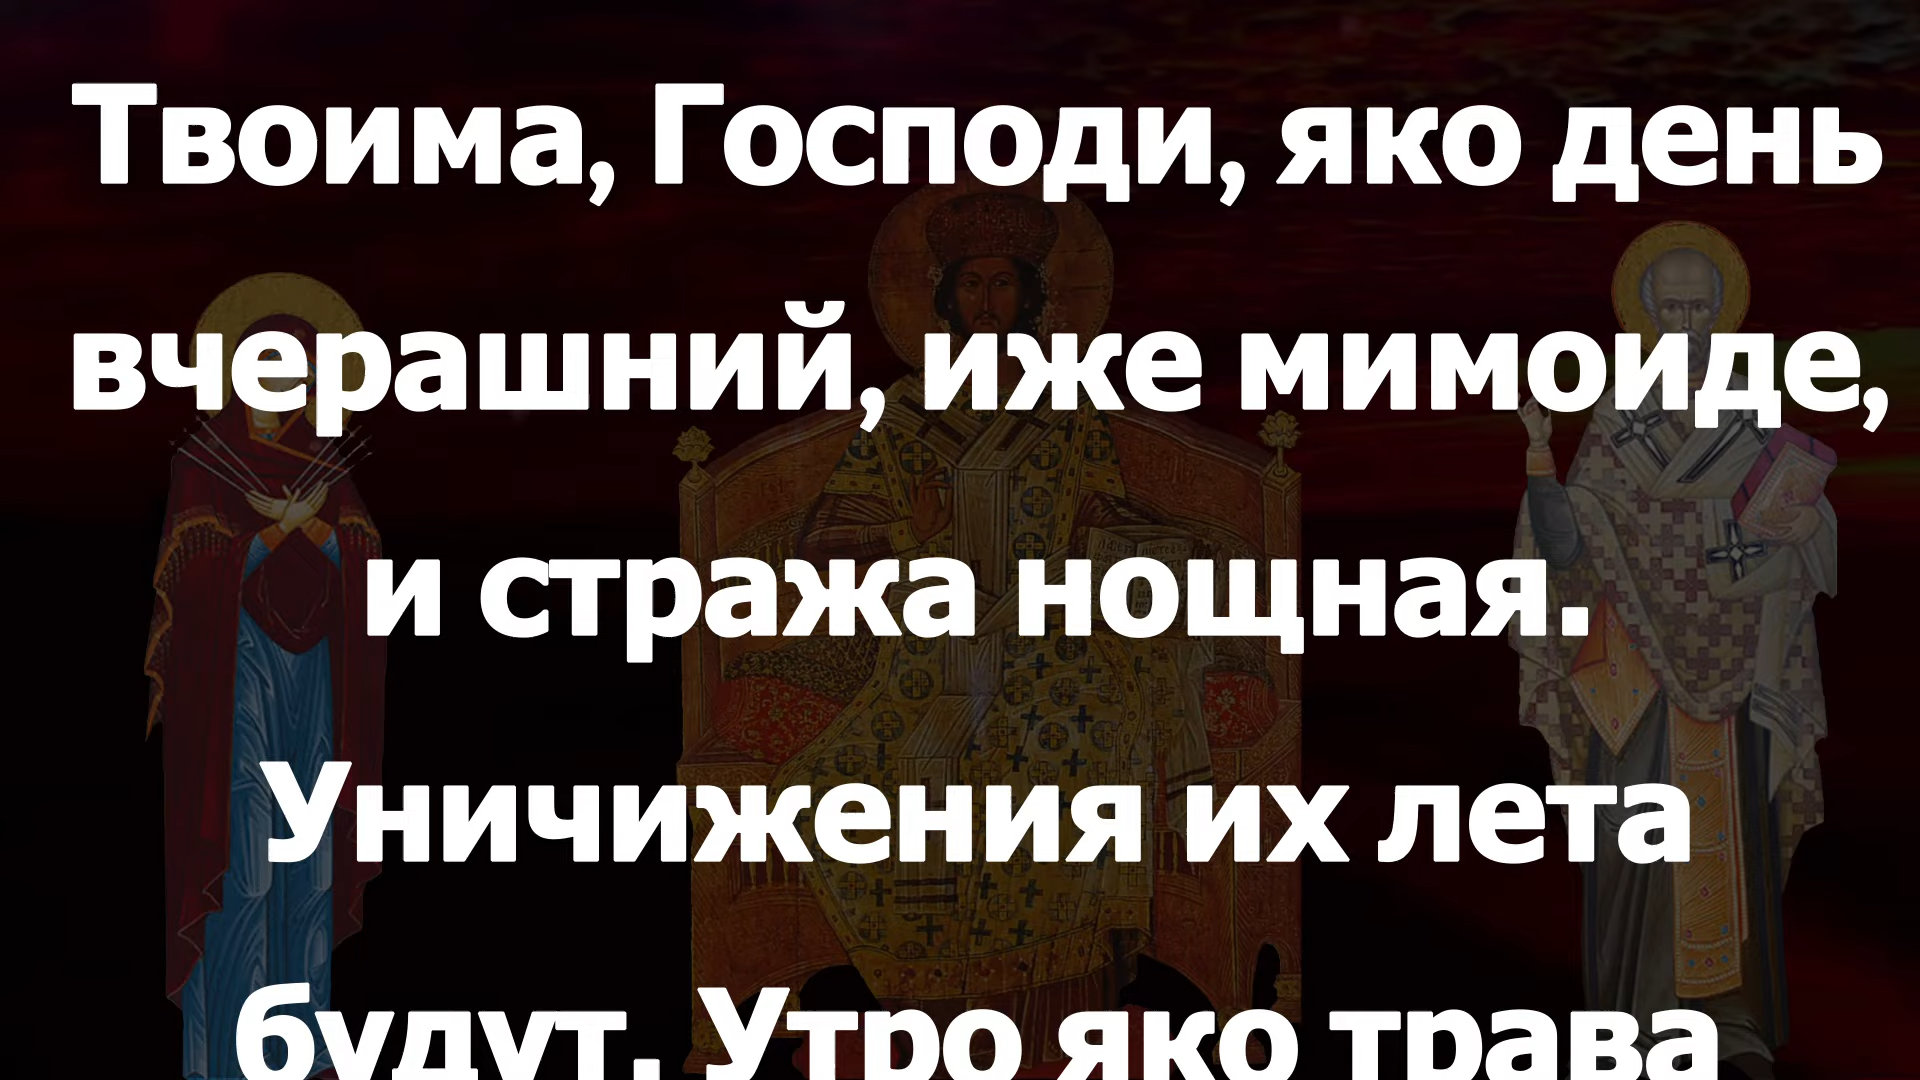 Твоима, Господи, яко день
вчерашний, иже мимоиде,
и стража нощная.
Уничижения их лета
будут. Утро яко трава